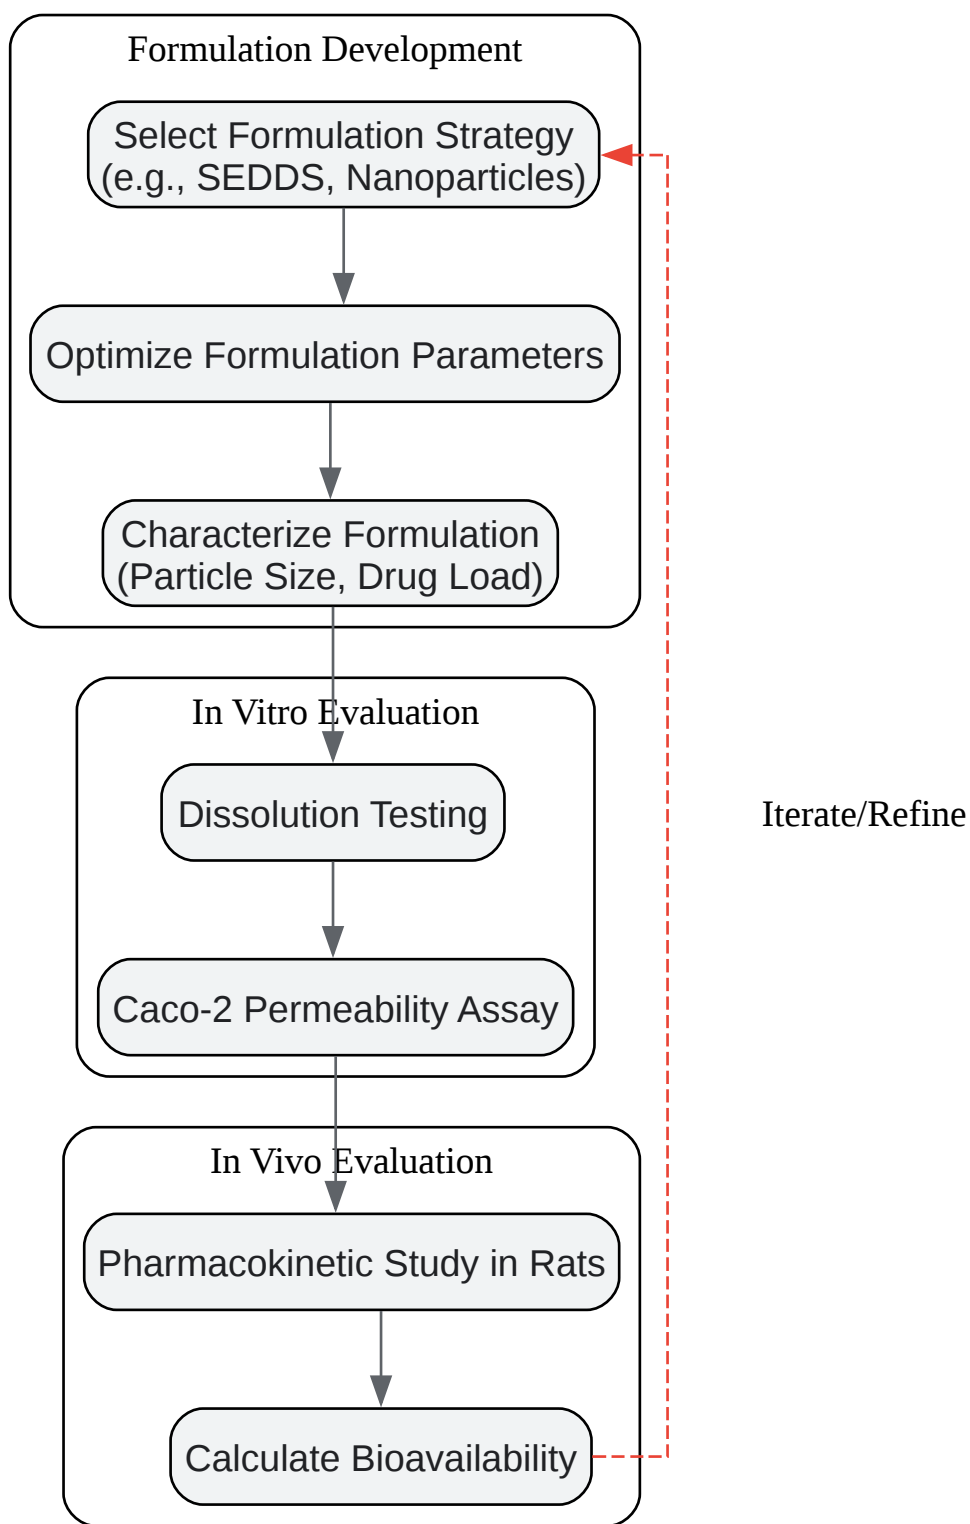 Formulation Development
Select Formulation Strategy
(e.g., SEDDS, Nanoparticles)
Optimize Formulation Parameters
Characterize Formulation
(Particle Size, Drug Load)
In Vitro Evaluation
Dissolution Testing
Iterate/Refine
Caco-2 Permeability Assay
In Vivo Evaluation
Pharmacokinetic Study in Rats
Calculate Bioavailability